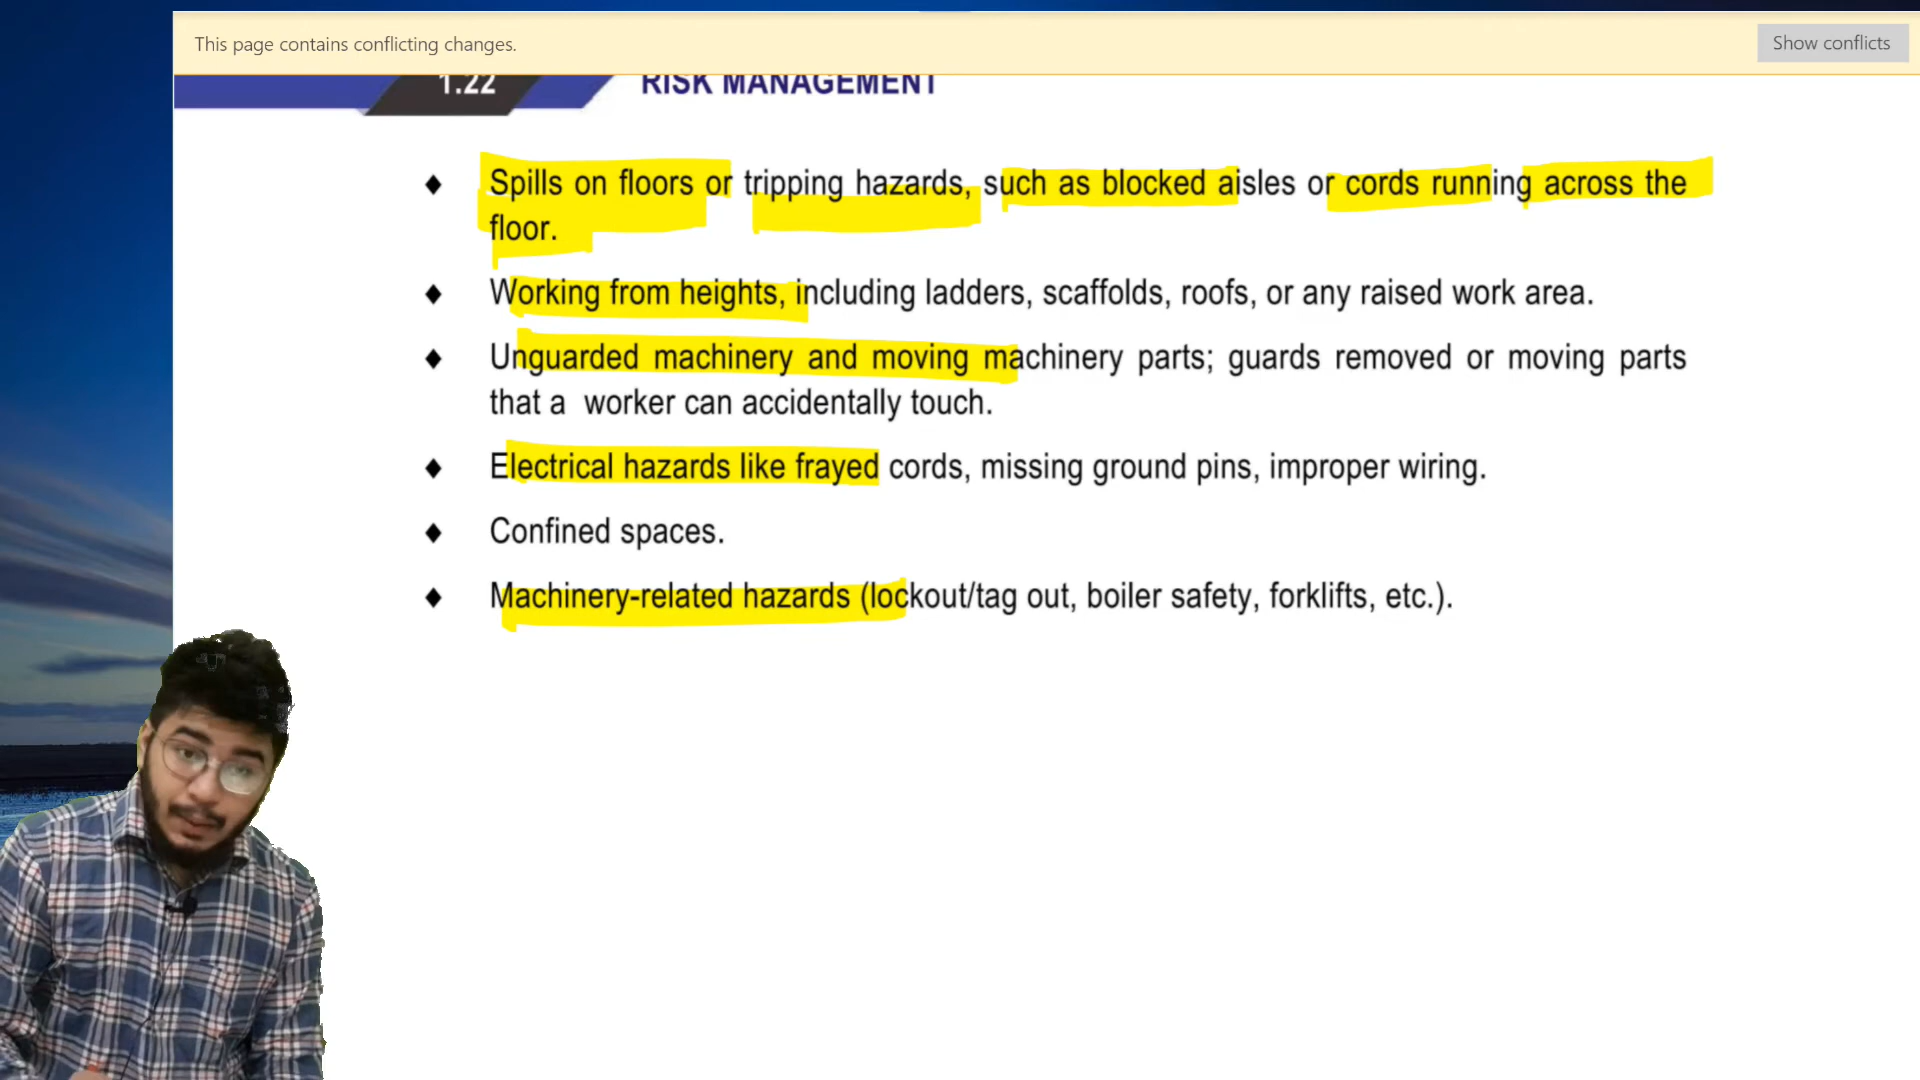 This page contains conflicting changes.
Show conflicts
1.22
RISK MANAGEMENT
♦ Spills on floors or tripping hazards, such as blocked aisles or cords running across the
floor.
♦ Working from heights, including ladders, scaffolds, roofs, or any raised work area.
♦ Unguarded machinery and moving machinery parts; guards removed or moving parts
that a worker can accidentally touch.
♦ Electrical hazards like frayed cords, missing ground pins, improper wiring.
♦ Confined spaces.
♦ Machinery-related hazards (lockout/tag out, boiler safety, forklifts, etc.).